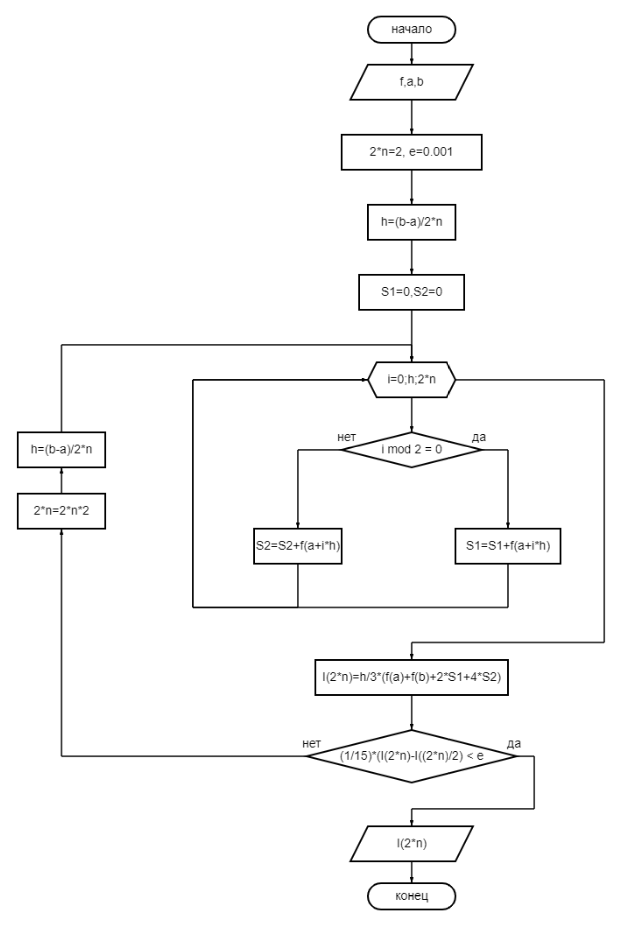 начало
f,a,b
2*n=2, e=0.001
h=(b-a)/2*n
S1=0,S2=0
i=0;h;2*n
нет
да
i mod 2 = 0
h=(b-a)/2*n
2*n=2*n*2
S2=S2+f(a+i*h)
S1=S1+f(a+i*h)
I(2*n)=h/3*(f(a)+f(b)+2*S1+4*S2)
нет
да
(1/15)*(I(2*n)-I((2*n)/2) < e
I(2*n)
конец